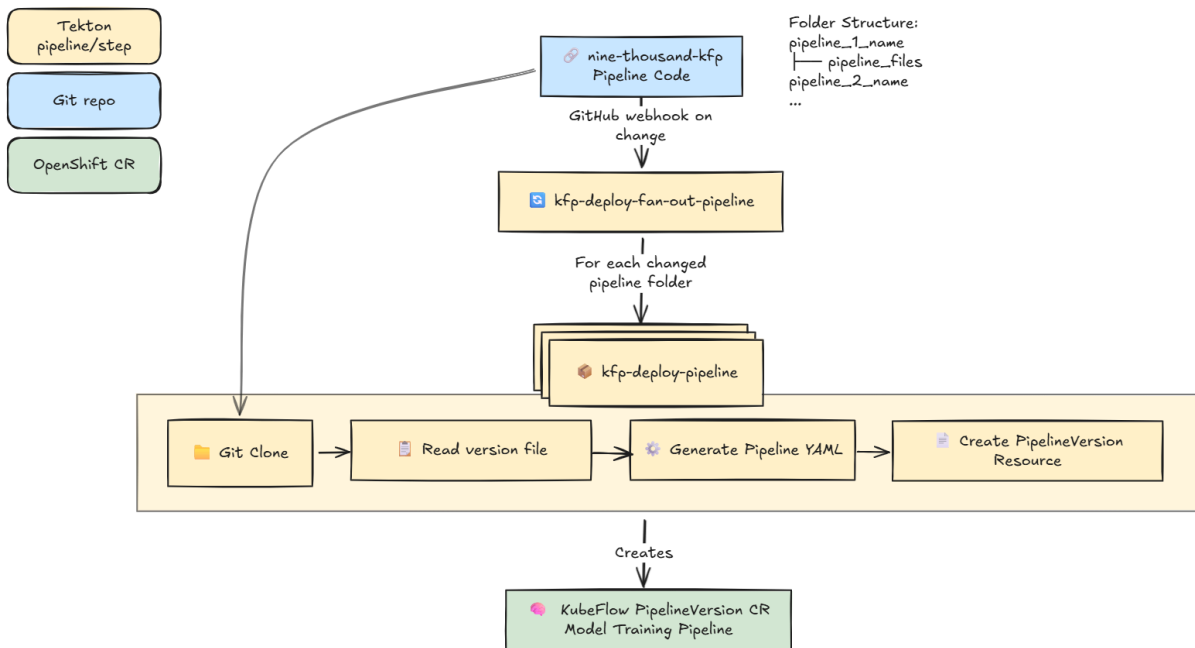 Tekton
pipeline/step
Git repo
OpenShift CR
nine-thousand-kfp
Pipeline Code
Folder Structure:
pipeline_1_name
├── pipeline_files
pipeline_2_name
...
GitHub webhook on
change
kfp-deploy-fan-out-pipeline
For each changed
pipeline folder
kfp-deploy-pipeline
Git Clone
Read version file
Generate Pipeline YAML
Create PipelineVersion
Resource
Creates
KubeFlow PipelineVersion CR
Model Training Pipeline